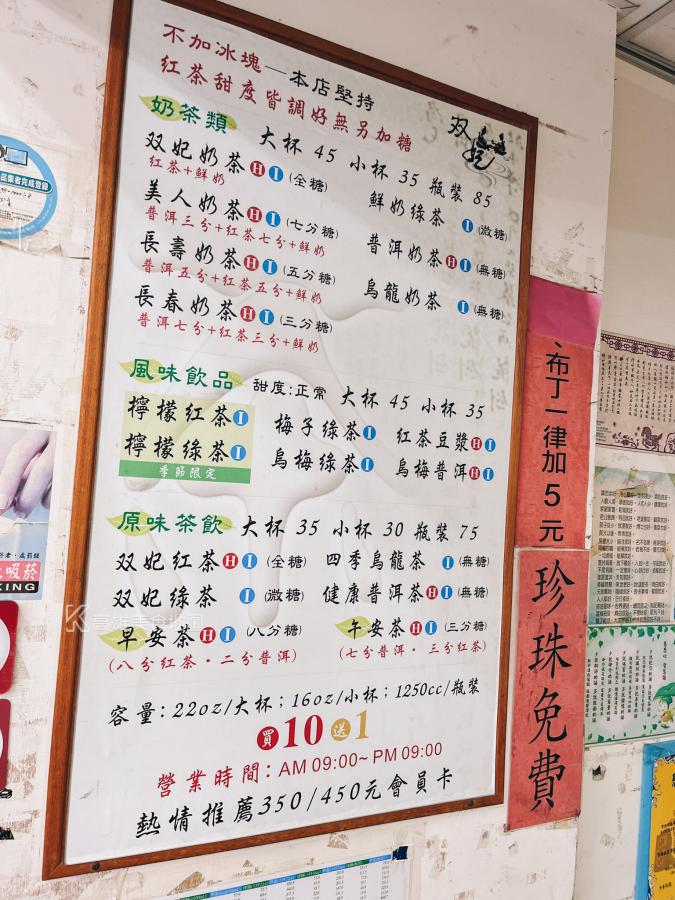 不加冰塊—本店堅持
紅茶甜度皆調好無另加糖
双妃
奶茶類 大杯 45 小杯 35 瓶裝 85
双妃奶茶 H I (全糖)
紅茶+鮮奶
鮮奶綠茶 I (微糖)
美人奶茶 H I (七分糖)
普洱三分+紅茶七分+鮮奶
普洱奶茶 H I (無糖)
長壽奶茶 H I (五分糖)
普洱五分+紅茶五分+鮮奶
烏龍奶茶 I (無糖)
長春奶茶 H I (三分糖)
普洱七分+紅茶三分+鮮奶
風味飲品 甜度:正常 大杯 45 小杯 35
檸檬紅茶 I 梅子綠茶 I 紅茶豆漿 H I
檸檬綠茶 I 烏梅綠茶 I 烏梅普洱 H I
季節限定
原味茶飲 大杯 35 小杯 30 瓶裝 75
双妃紅茶 H I (全糖) 四季烏龍茶 I (無糖)
双妃綠茶 I (微糖) 健康普洱茶 H I (無糖)
早安茶 H I (八分糖) 午安茶 H I (三分糖)
(八分紅茶・二分普洱) (七分普洱・三分紅茶)
容量:22oz/大杯;16oz/小杯;1250cc/瓶裝
買10送1
營業時間:AM 09:00~PM 09:00
熱情推薦350/450元會員卡
布丁一律加5元
珍珠免費
品業者完成登錄
吸菸
KING